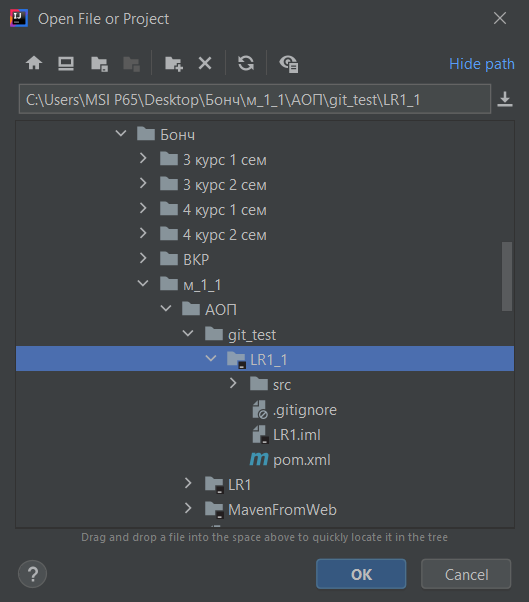 Open File or Project
Hide path
C:\Users\MSI P65\Desktop\Бонч\м_1_1\АОП\git_test\LR1_1
Бонч
3 курс 1 сем
3 курс 2 сем
4 курс 1 сем
4 курс 2 сем
ВКР
м_1_1
АОП
git_test
LR1_1
src
.gitignore
LR1.iml
pom.xml
LR1
MavenFromWeb
Drag and drop a file into the space above to quickly locate it in the tree
?
OK
Cancel